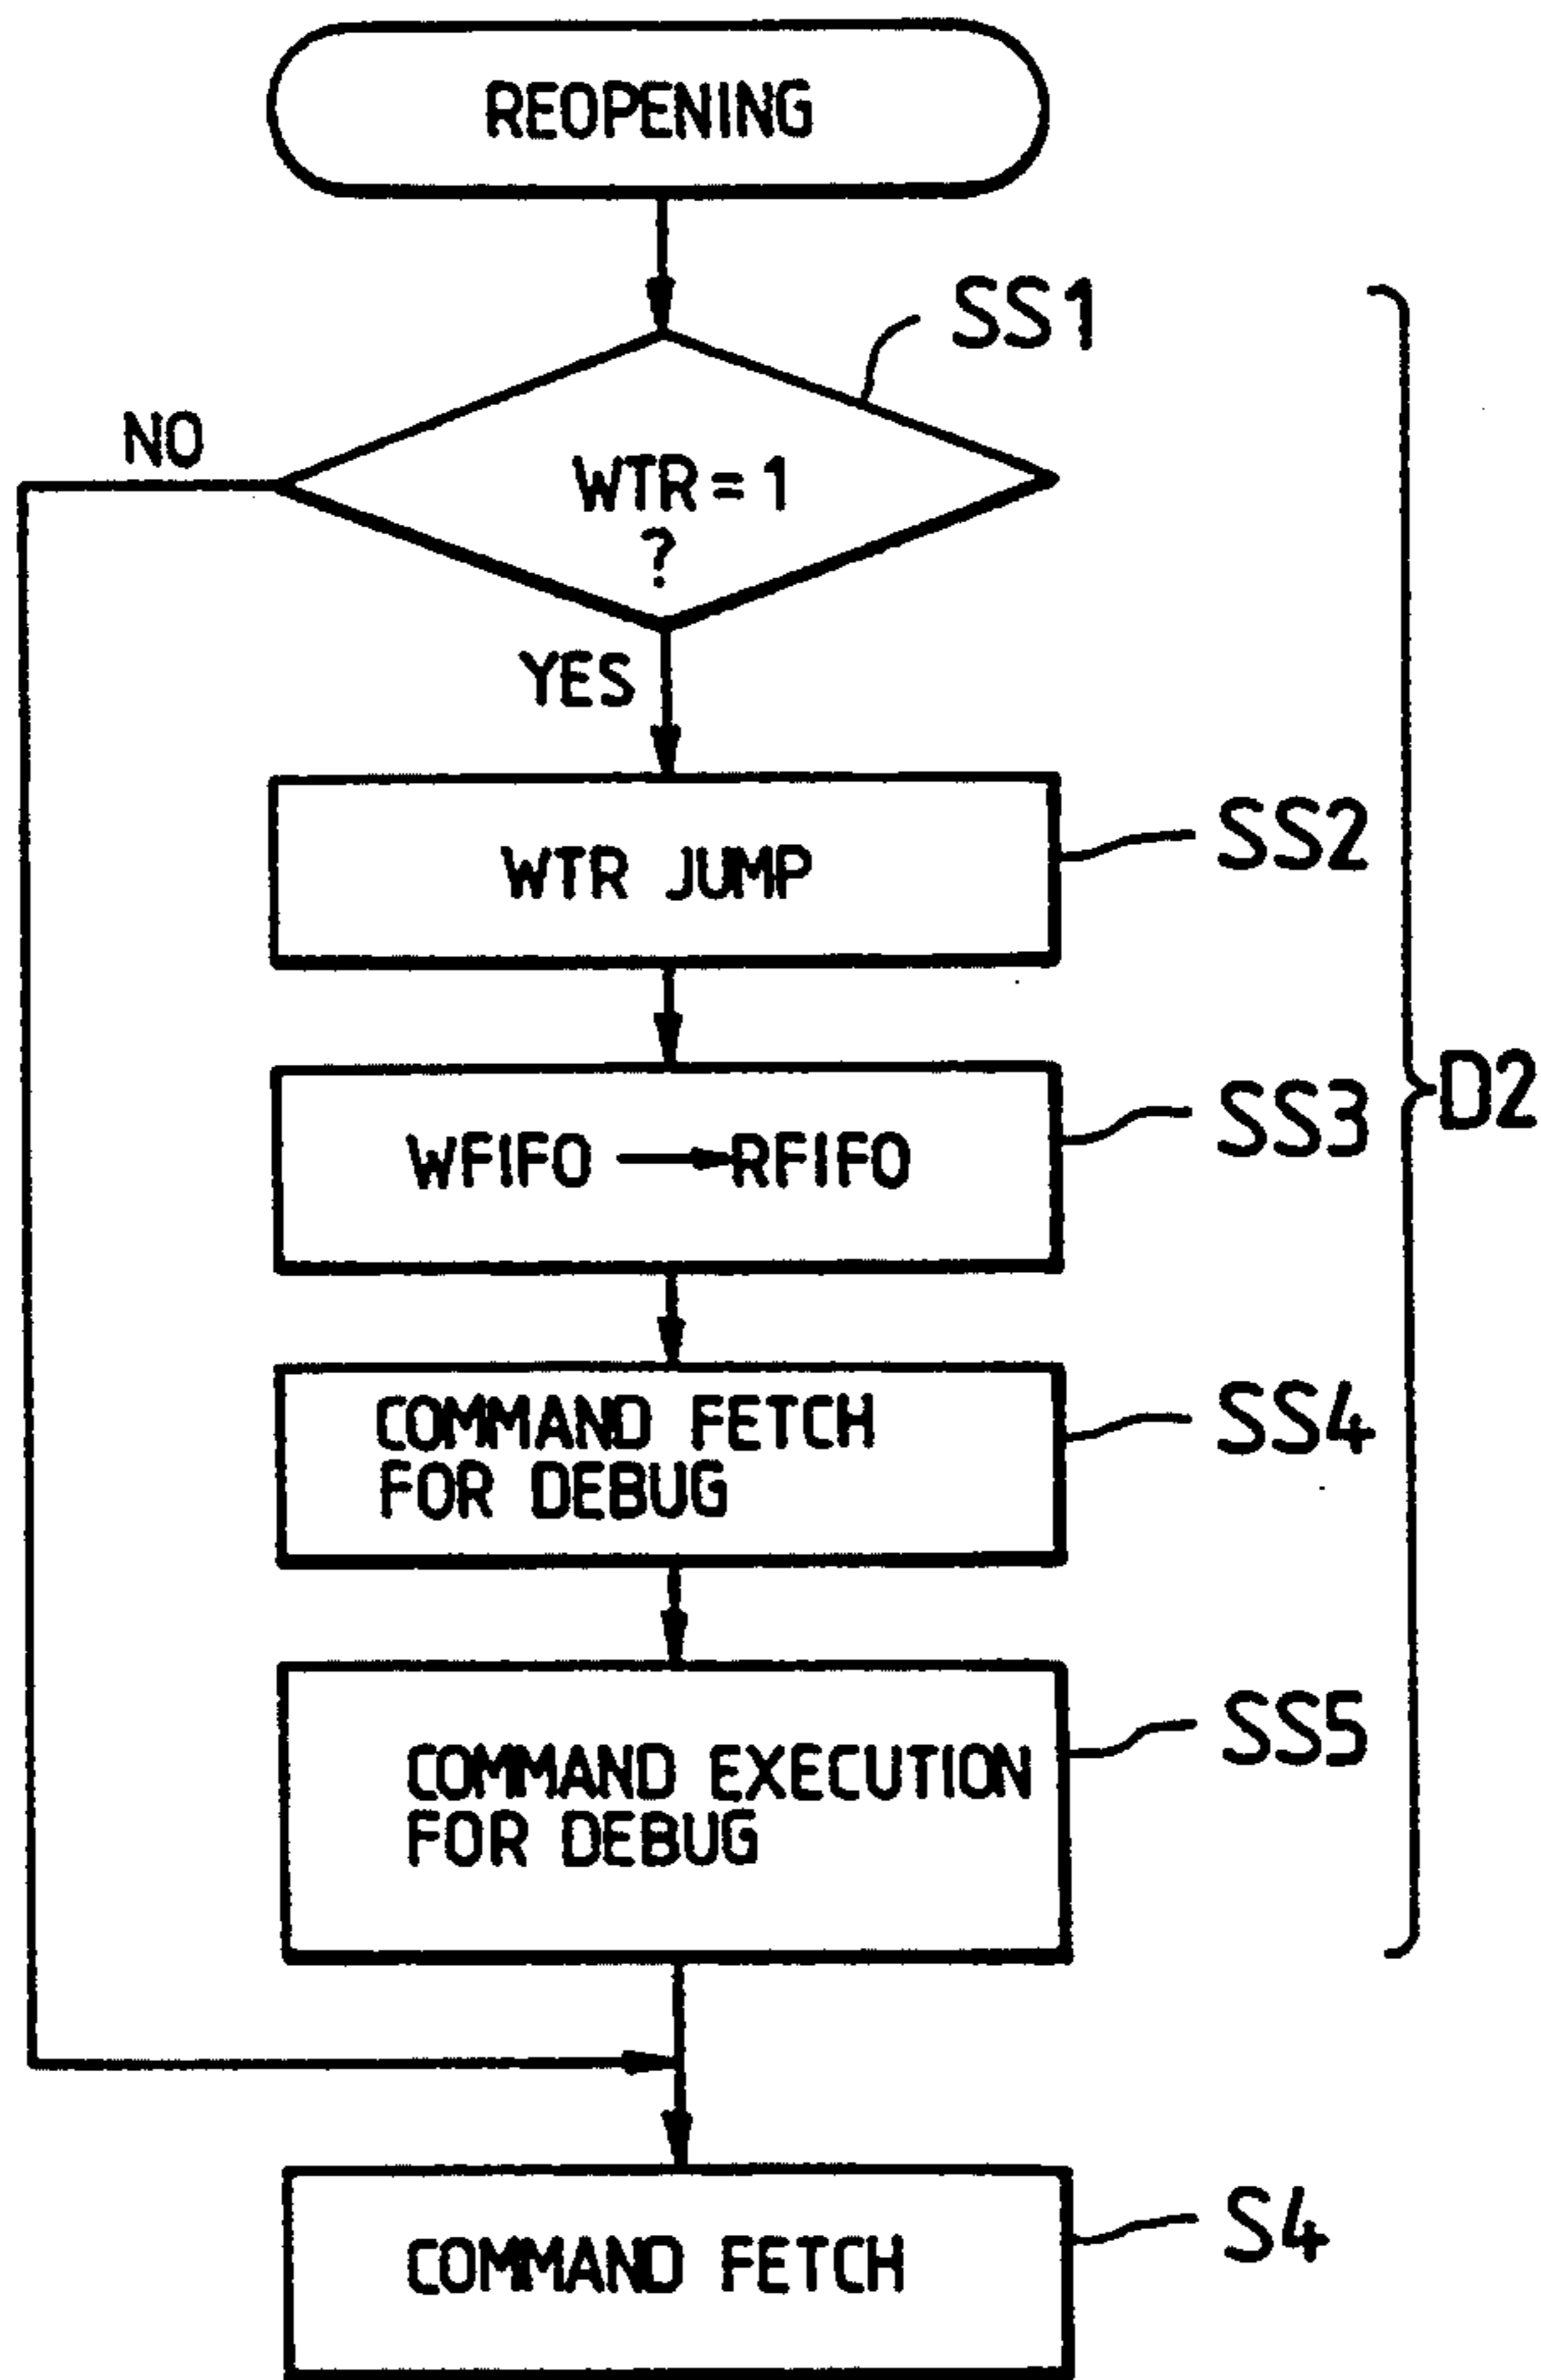 REOPENING
SS1
NO
WTR = 1
?
YES
WTR JUMP
SS2
WFIFO → RFIFO
SS3
D2
COMMAND FETCH
FOR DEBUG
SS4
COMMAND EXECUTION
FOR DEBUG
SS5
COMMAND FETCH
S4